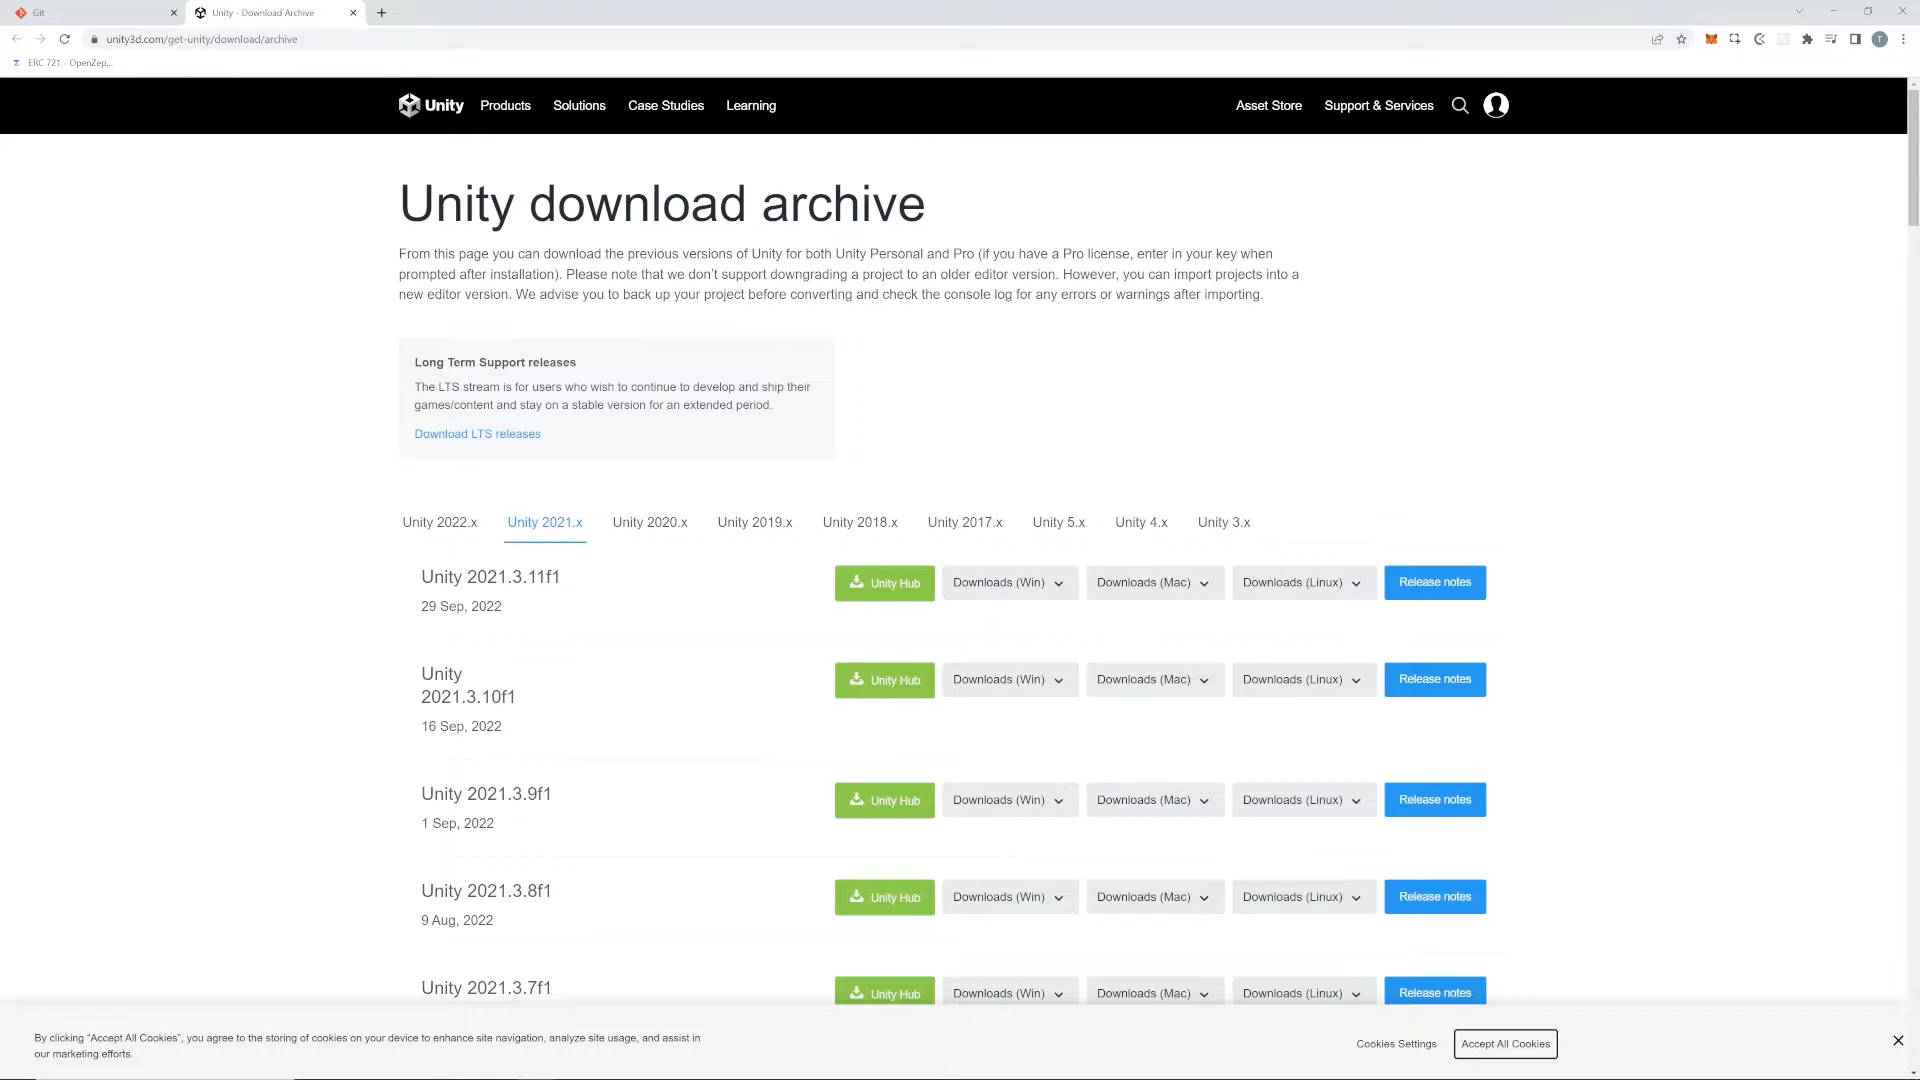 Git
Unity - Download Archive
unity3d.com/get-unity/download/archive
T
ERC 721 - OpenZep...
Unity Products Solutions Case Studies Learning Asset Store Support & Services
Unity download archive
From this page you can download the previous versions of Unity for both Unity Personal and Pro (if you have a Pro license, enter in your key when
prompted after installation). Please note that we don’t support downgrading a project to an older editor version. However, you can import projects into a
new editor version. We advise you to back up your project before converting and check the console log for any errors or warnings after importing.
Long Term Support releases
The LTS stream is for users who wish to continue to develop and ship their
games/content and stay on a stable version for an extended period.
Download LTS releases
Unity 2022.x Unity 2021.x Unity 2020.x Unity 2019.x Unity 2018.x Unity 2017.x Unity 5.x Unity 4.x Unity 3.x
Unity 2021.3.11f1
29 Sep, 2022
Unity Hub Downloads (Win) Downloads (Mac) Downloads (Linux) Release notes
Unity
2021.3.10f1
16 Sep, 2022
Unity Hub Downloads (Win) Downloads (Mac) Downloads (Linux) Release notes
Unity 2021.3.9f1
1 Sep, 2022
Unity Hub Downloads (Win) Downloads (Mac) Downloads (Linux) Release notes
Unity 2021.3.8f1
9 Aug, 2022
Unity Hub Downloads (Win) Downloads (Mac) Downloads (Linux) Release notes
Unity 2021.3.7f1
Unity Hub Downloads (Win) Downloads (Mac) Downloads (Linux) Release notes
By clicking “Accept All Cookies”, you agree to the storing of cookies on your device to enhance site navigation, analyze site usage, and assist in
our marketing efforts.
Cookies Settings Accept All Cookies